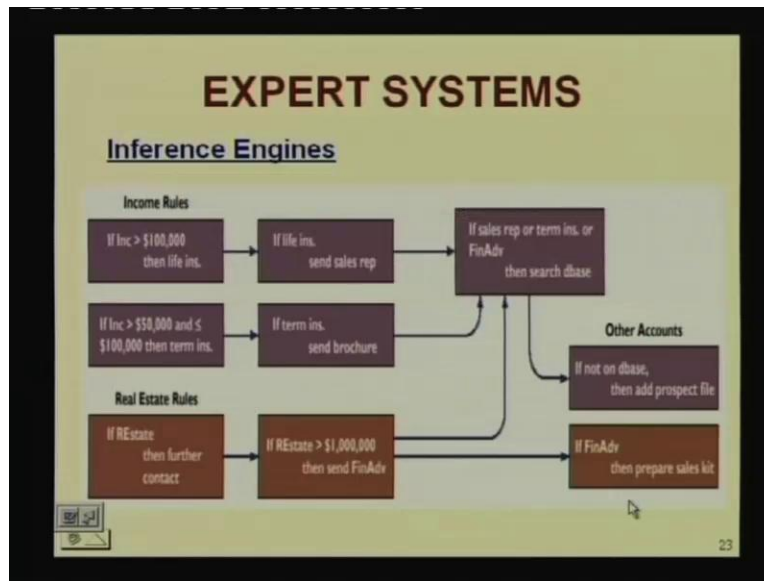 EXPERT SYSTEMS
Inference Engines
Income Rules
If Inc > $100,000
then life ins.
If life ins.
send sales rep
If sales rep or term ins. or
FinAdv
then search dbase
If Inc > $50,000 and ≤
$100,000 then term ins.
If term ins.
send brochure
Other Accounts
If not on dbase,
then add prospect file
Real Estate Rules
If REstate
then further
contact
If REstate > $1,000,000
then send FinAdv
If FinAdv
then prepare sales kit
23